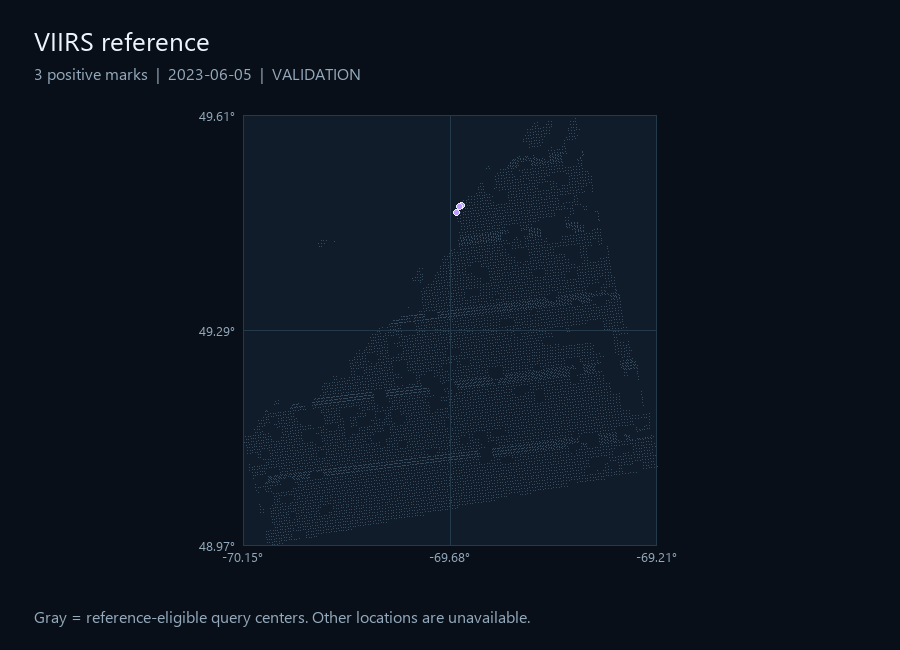 VIIRS reference
3 positive marks | 2023-06-05 | VALIDATION
49.61°
49.29°
48.97°
-70.15°
-69.68°
-69.21°
Gray = reference-eligible query centers. Other locations are unavailable.